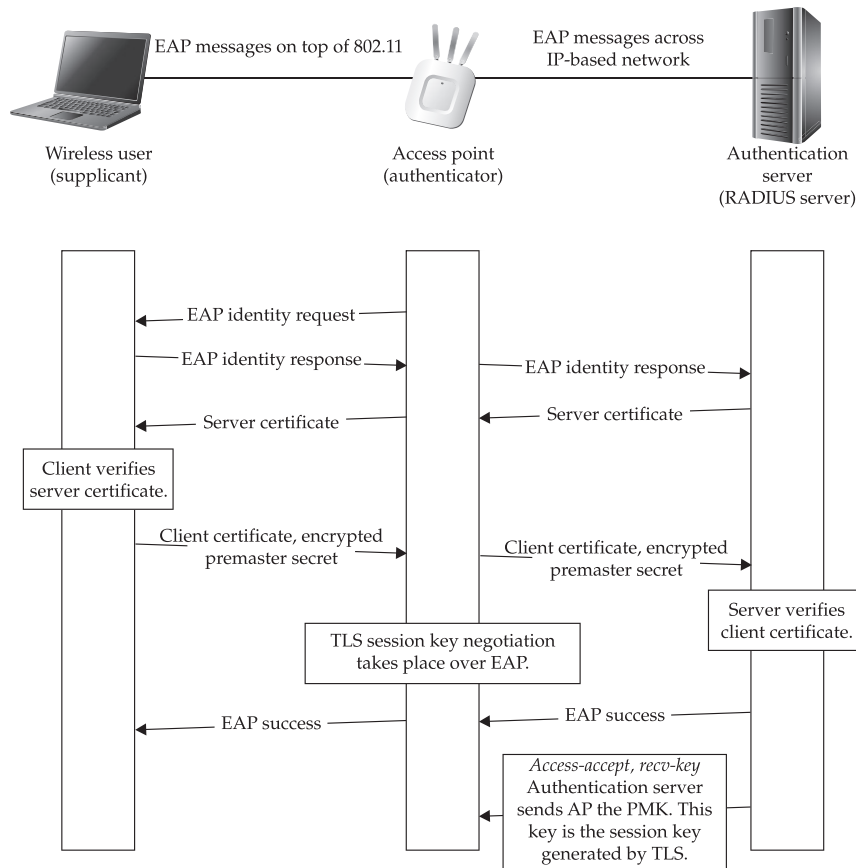 EAP messages on top of 802.11
EAP messages across
IP-based network
Wireless user
(supplicant)
Access point
(authenticator)
Authentication
server
(RADIUS server)
EAP identity request
EAP identity response
EAP identity response
Server certificate
Server certificate
Client verifies
server certificate.
Client certificate, encrypted
premaster secret
Client certificate, encrypted
premaster secret
Server verifies
client certificate.
TLS session key negotiation
takes place over EAP.
EAP success
EAP success
Access-accept, recv-key
Authentication server
sends AP the PMK. This
key is the session key
generated by TLS.